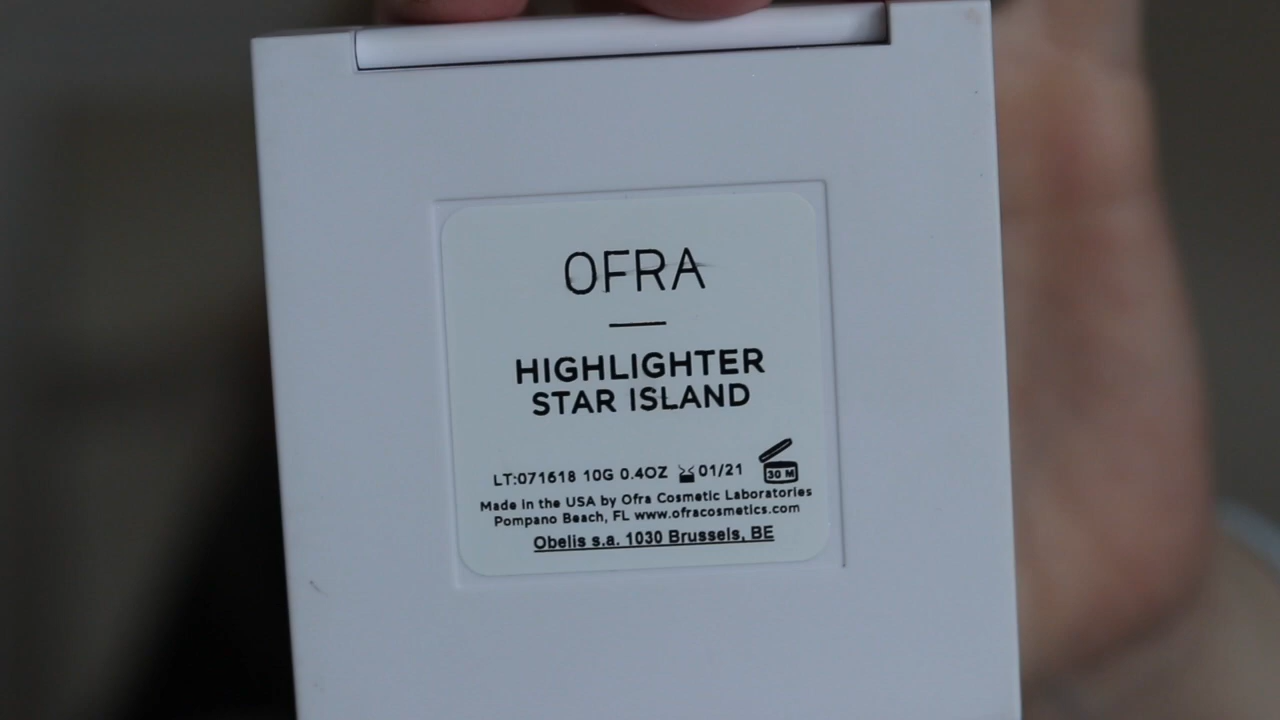 OFRA
HIGHLIGHTER
STAR ISLAND
LT:071618 10G 0.4OZ 01/21 30 M
Made in the USA by Ofra Cosmetic Laboratories
Pompano Beach, FL www.ofracosmetics.com
Obelis s.a. 1030 Brussels, BE